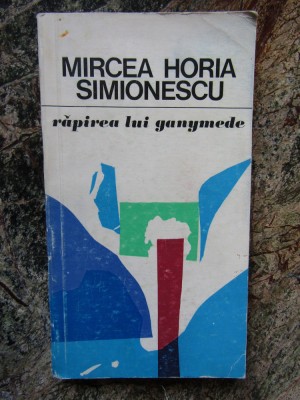 MIRCEA HORIA
SIMIONESCU
răpirea lui ganymede